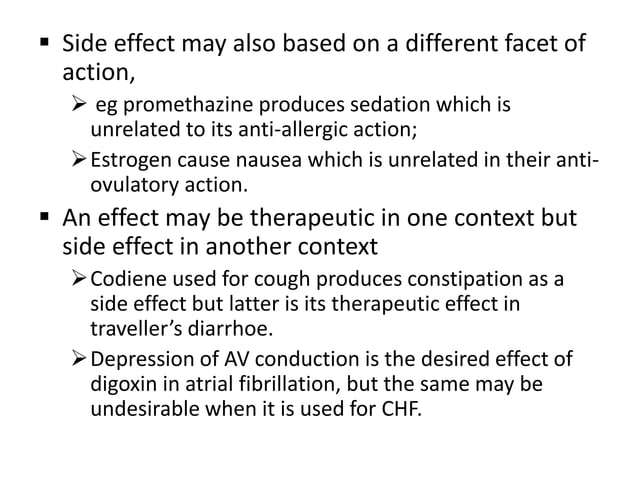 ▪ Side effect may also based on a different facet of
action,
➢ eg promethazine produces sedation which is
unrelated to its anti-allergic action;
➢Estrogen cause nausea which is unrelated in their anti-
ovulatory action.
▪ An effect may be therapeutic in one context but
side effect in another context
➢Codiene used for cough produces constipation as a
side effect but latter is its therapeutic effect in
traveller’s diarrhoe.
➢Depression of AV conduction is the desired effect of
digoxin in atrial fibrillation, but the same may be
undesirable when it is used for CHF.